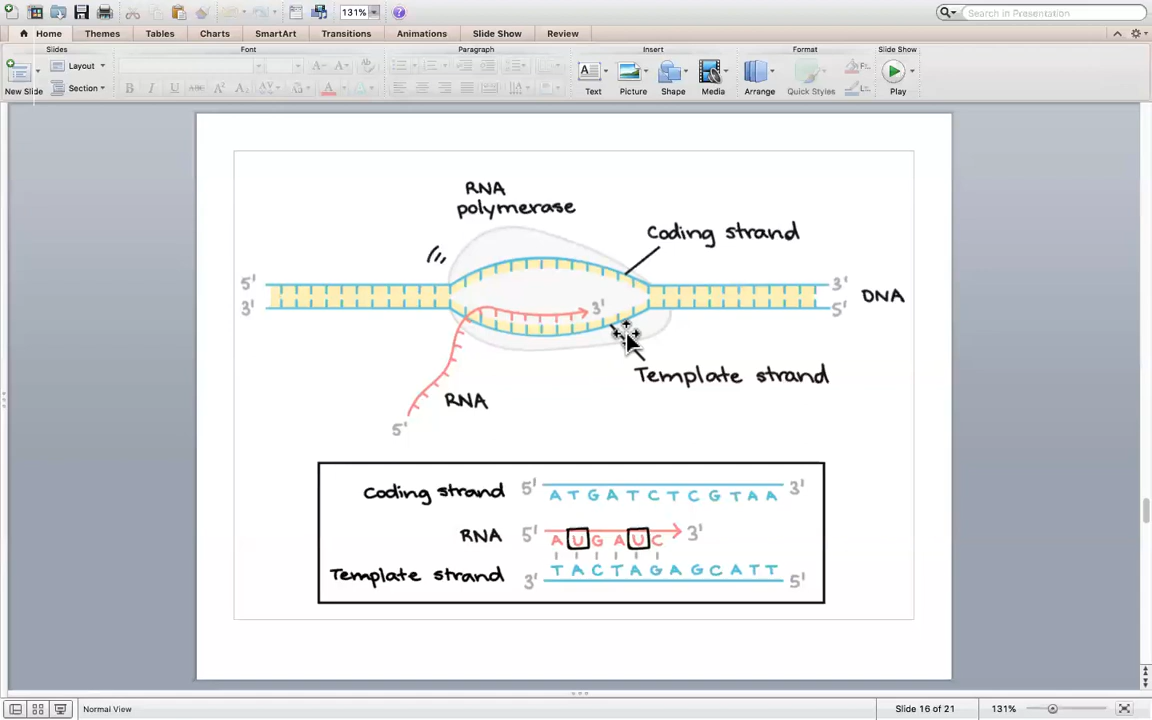 131%
Search in Presentation
Home Themes Tables Charts SmartArt Transitions Animations Slide Show Review
Slides Font Paragraph Insert Format Slide Show
New Slide Layout Section Text Picture Shape Media Arrange Quick Styles Play
RNA
polymerase
Coding strand
5' 3'
3' 5'
DNA
3'
Template strand
RNA
5'
Coding strand 5' A T G A T C T C G T A A 3'
RNA 5' A U G A U C 3'
Template strand 3' T A C T A G A G C A T T 5'
Normal View Slide 16 of 21 131%